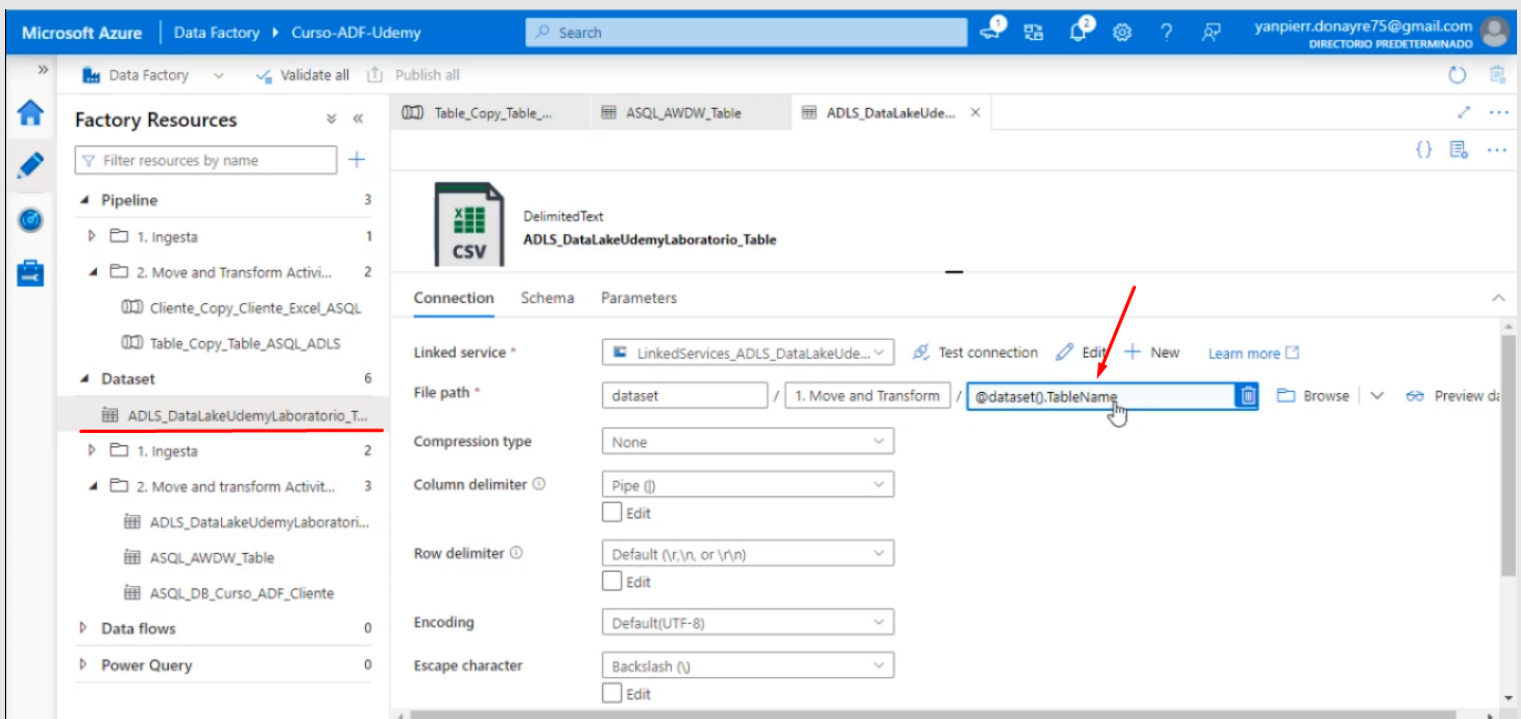 Microsoft Azure | Data Factory ▸ Curso-ADF-Udemy
Search
1
2
yanpierr.donayre75@gmail.com
DIRECTORIO PREDETERMINADO
Data Factory
Validate all
Publish all
Factory Resources
Filter resources by name
Pipeline 3
1. Ingesta 1
2. Move and Transform Activi... 2
Cliente_Copy_Cliente_Excel_ASQL
Table_Copy_Table_ASQL_ADLS
Dataset 6
ADLS_DataLakeUdemyLaboratorio_T...
1. Ingesta 2
2. Move and transform Activit... 3
ADLS_DataLakeUdemyLaboratori...
ASQL_AWDW_Table
ASQL_DB_Curso_ADF_Cliente
Data flows 0
Power Query 0
Table_Copy_Table_...
ASQL_AWDW_Table
ADLS_DataLakeUde...
CSV
DelimitedText
ADLS_DataLakeUdemyLaboratorio_Table
Connection Schema Parameters
Linked service * LinkedServices_ADLS_DataLakeUde... Test connection Edit New Learn more
File path * dataset / 1. Move and Transform / @dataset().TableName Browse Preview da
Compression type None
Column delimiter Pipe (|)
Edit
Row delimiter Default (\r,\n, or \r\n)
Edit
Encoding Default(UTF-8)
Escape character Backslash (\)
Edit